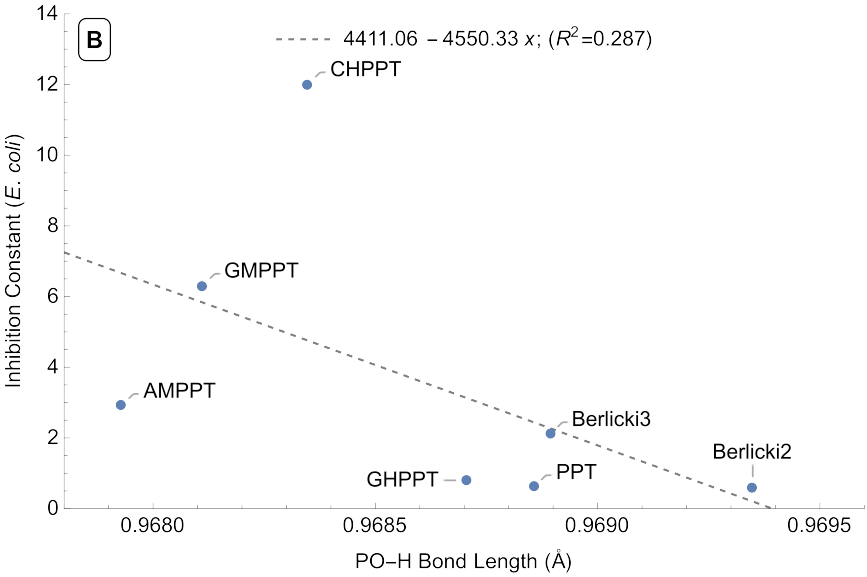 B
4411.06 − 4550.33 x; (R²=0.287)
14
12
10
8
6
4
2
0
Inhibition Constant (E. coli)
CHPPT
GMPPT
AMPPT
Berlicki3
Berlicki2
GHPPT
PPT
0.9680 0.9685 0.9690 0.9695
PO–H Bond Length (Å)